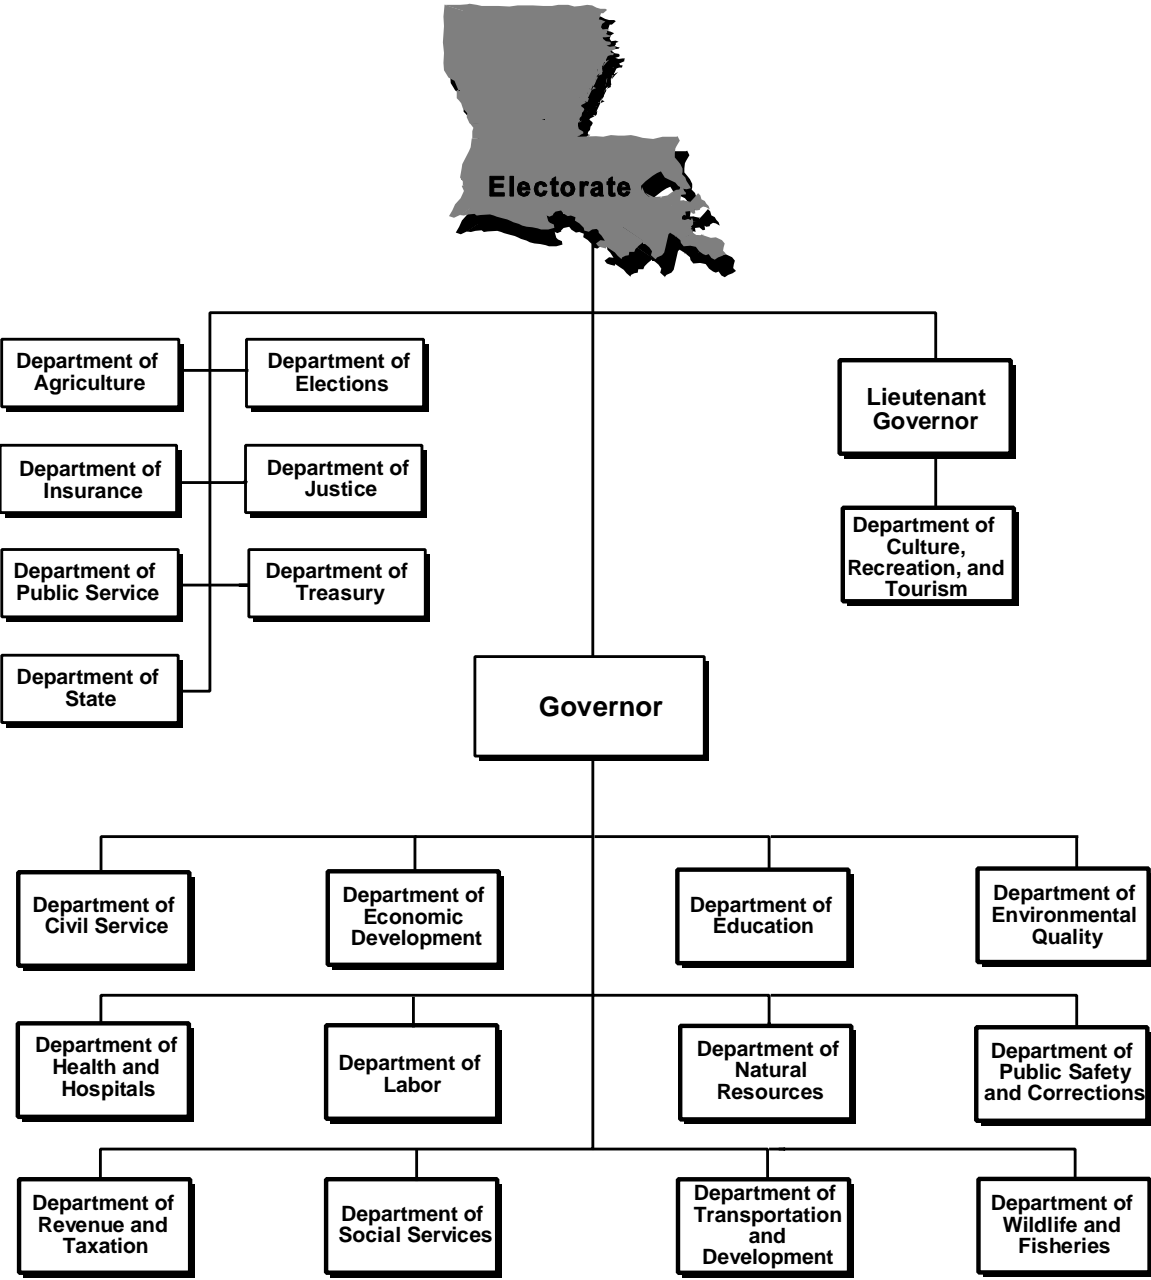 Electorate
Department of
Agriculture
Department of
Elections
Lieutenant
Governor
Department of
Insurance
Department of
Justice
Department of
Culture,
Recreation, and
Tourism
Department of
Public Service
Department of
Treasury
Department of
State
Governor
Department of
Civil Service
Department of
Economic
Development
Department of
Education
Department of
Environmental
Quality
Department of
Health and
Hospitals
Department of
Labor
Department of
Natural
Resources
Department of
Public Safety
and Corrections
Department of
Revenue and
Taxation
Department of
Social Services
Department of
Transportation
and
Development
Department of
Wildlife and
Fisheries